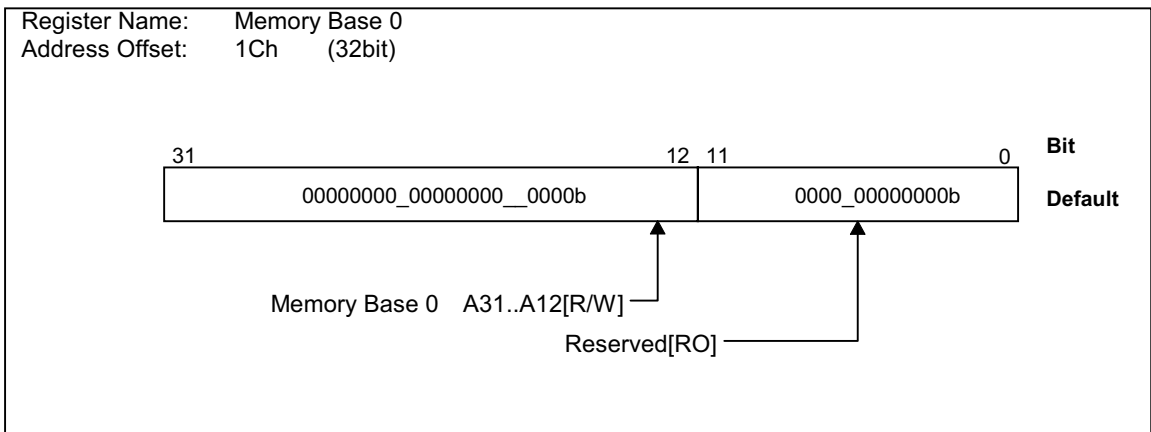 Register Name: Memory Base 0
Address Offset: 1Ch (32bit)
31 12 11 0 Bit
00000000_00000000__0000b 0000_00000000b Default
Memory Base 0 A31..A12[R/W]
Reserved[RO]